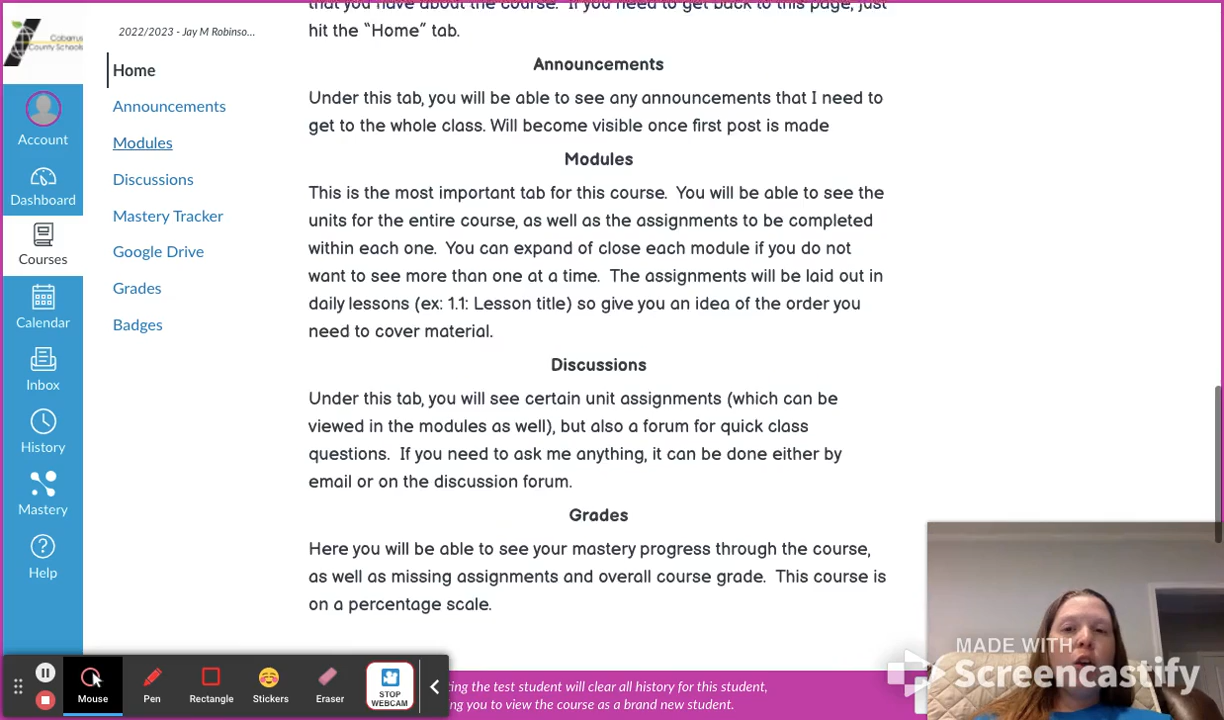 that you have about the course. If you need to get back to this page, just
hit the “Home” tab.
Cabarrus
County Schools
2022/2023 - Jay M Robinso...
Home
Announcements
Modules
Discussions
Mastery Tracker
Google Drive
Grades
Badges
Account
Dashboard
Courses
Calendar
Inbox
History
Mastery
Help
Announcements
Under this tab, you will be able to see any announcements that I need to
get to the whole class. Will become visible once first post is made
Modules
This is the most important tab for this course. You will be able to see the
units for the entire course, as well as the assignments to be completed
within each one. You can expand of close each module if you do not
want to see more than one at a time. The assignments will be laid out in
daily lessons (ex: 1.1: Lesson title) so give you an idea of the order you
need to cover material.
Discussions
Under this tab, you will see certain unit assignments (which can be
viewed in the modules as well), but also a forum for quick class
questions. If you need to ask me anything, it can be done either by
email or on the discussion forum.
Grades
Here you will be able to see your mastery progress through the course,
as well as missing assignments and overall course grade. This course is
on a percentage scale.
Mouse
Pen
Rectangle
Stickers
Eraser
STOP
WEBCAM
the test student will clear all history for this student,
you to view the course as a brand new student.
MADE WITH
Screencastify